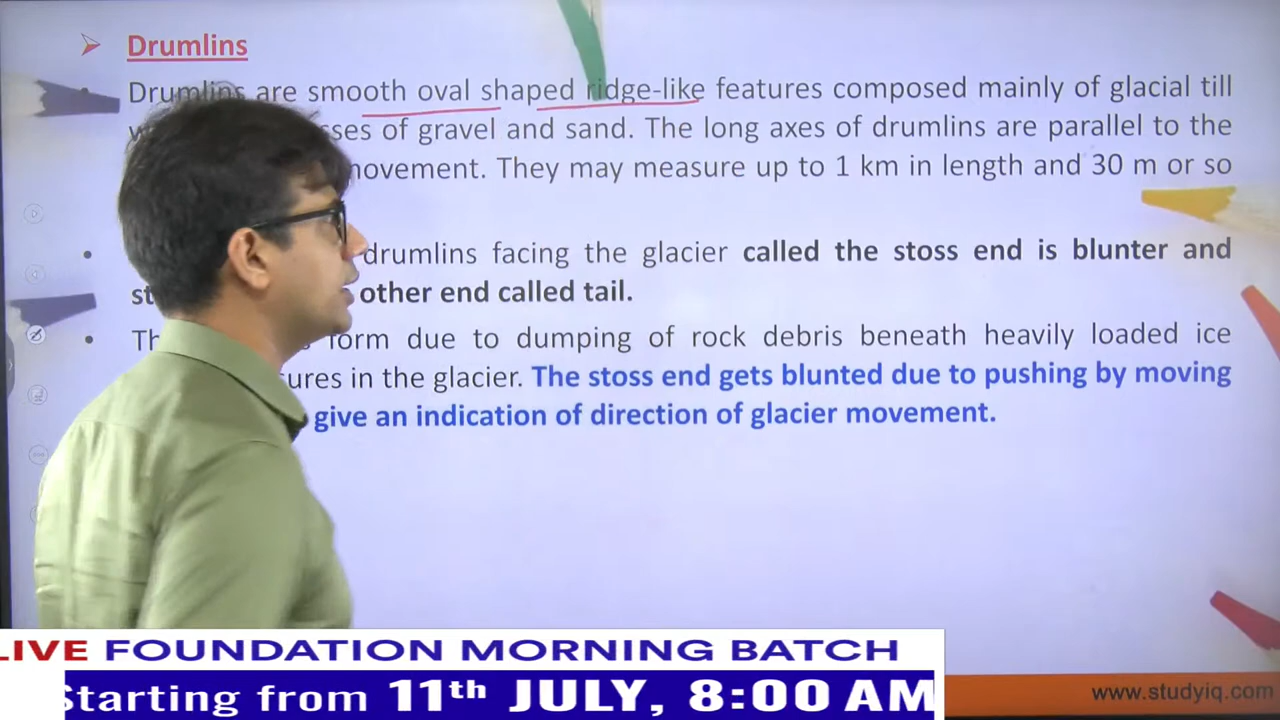 Drumlins
Drumlins are smooth oval shaped ridge-like features composed mainly of glacial till
of gravel and sand. The long axes of drumlins are parallel to the
movement. They may measure up to 1 km in length and 30 m or so
drumlins facing the glacier called the stoss end is blunter and
other end called tail.
form due to dumping of rock debris beneath heavily loaded ice
in the glacier. The stoss end gets blunted due to pushing by moving
give an indication of direction of glacier movement.
LIVE FOUNDATION MORNING BATCH
Starting from 11th JULY, 8:00 AM
www.studyiq.com